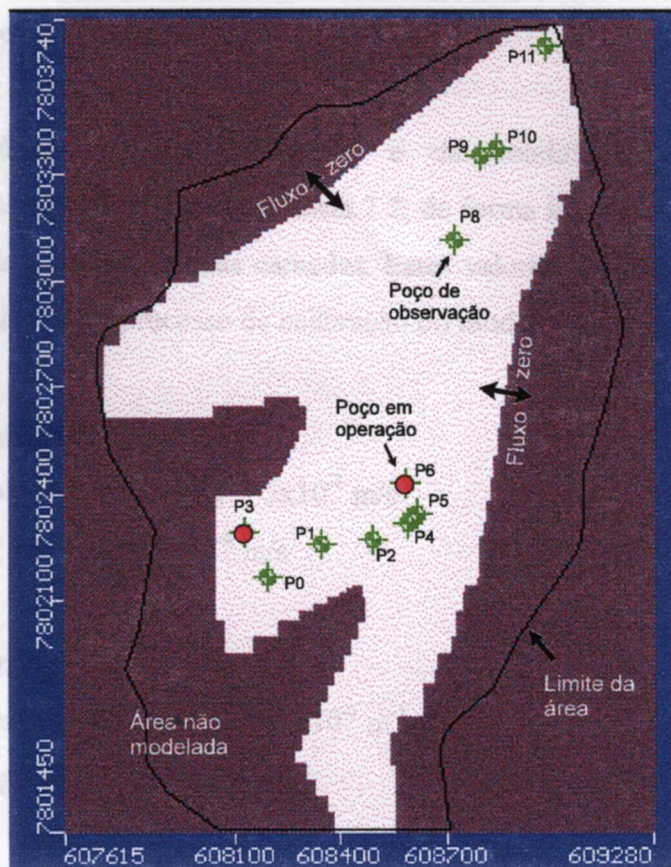 7803740
7803300
7803000
7802700
7802400
7802100
7801450
P11
P9
P10
Fluxo zero
P8
Poço de
observação
Fluxo zero
Poço em
operação
P6
P3
P5
P1
P4
P2
P0
Limite da
área
Área não
modelada
607615
608100
608400
608700
609280